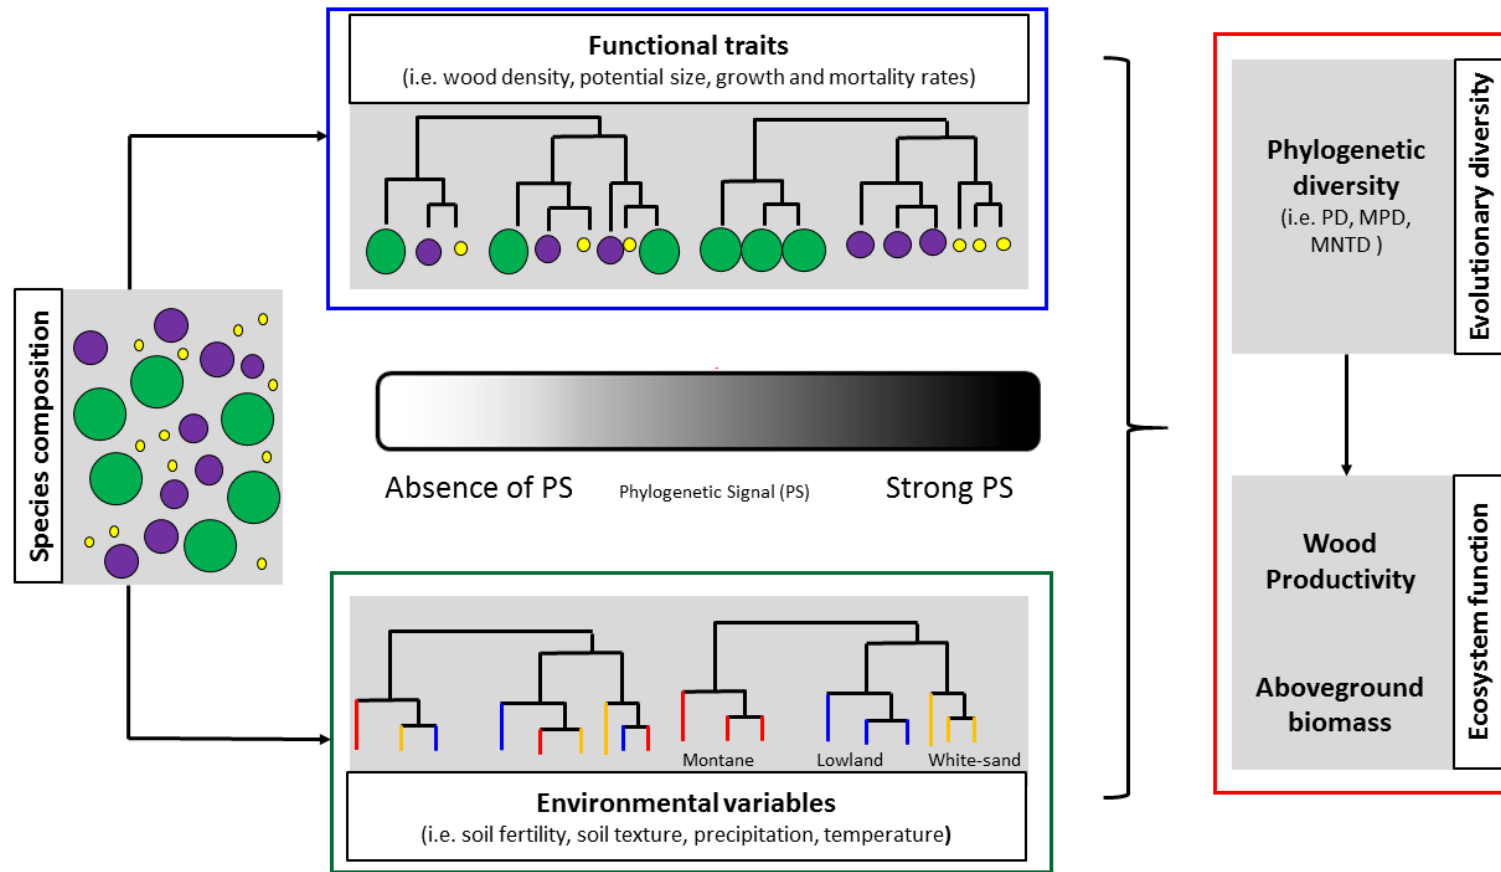 Species composition
Functional traits
(i.e. wood density, potential size, growth and mortality rates)
Absence of PS
Phylogenetic Signal (PS)
Strong PS
Montane
Lowland
White-sand
Environmental variables
(i.e. soil fertility, soil texture, precipitation, temperature)
Phylogenetic
diversity
(i.e. PD, MPD,
MNTD )
Evolutionary diversity
Wood
Productivity
Aboveground
biomass
Ecosystem function